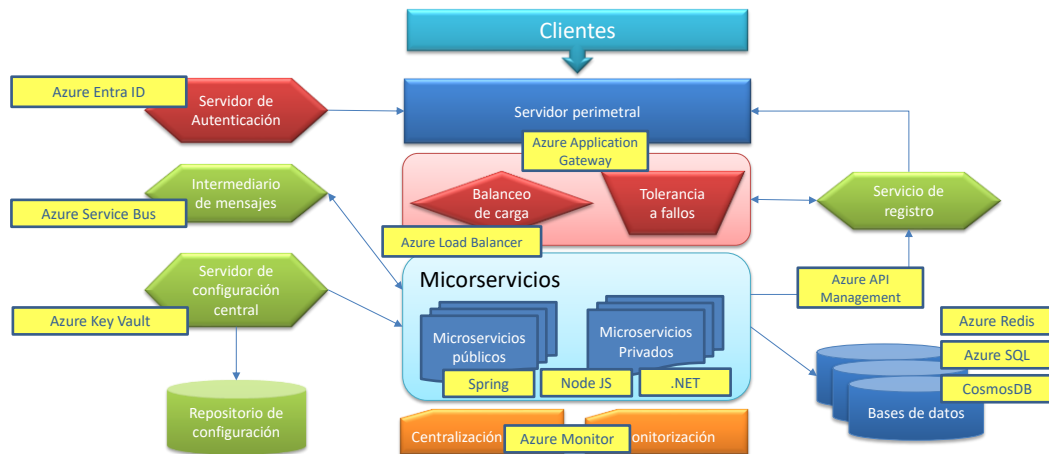 Clientes
Azure Entra ID
Servidor de
Autenticación
Servidor perimetral
Azure Application
Gateway
Intermediario
de mensajes
Azure Service Bus
Balanceo
de carga
Tolerancia
a fallos
Servicio de
registro
Azure Load Balancer
Servidor de
configuración
central
Azure Key Vault
Micorservicios
Azure API
Management
Microservicios
públicos
Microservicios
Privados
Spring
Node JS
.NET
Azure Redis
Azure SQL
CosmosDB
Bases de datos
Repositorio de
configuración
Centralización
Azure Monitor
onitorización